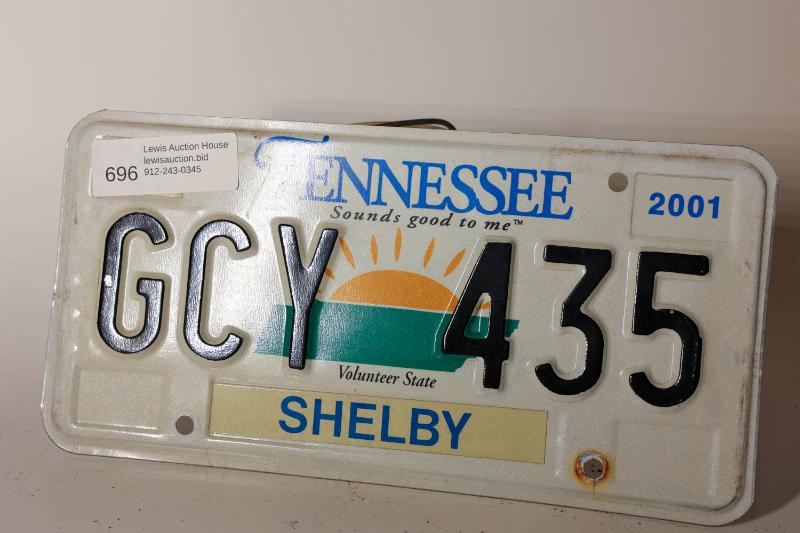 696
Lewis Auction House
lewisauction.bid
912-243-0345
TENNESSEE
Sounds good to me™
2001
GCY 435
Volunteer State
SHELBY